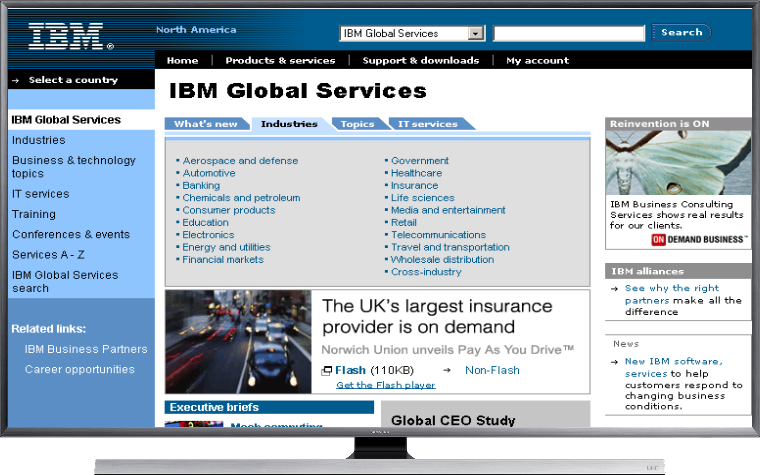 IBM®
North America
IBM Global Services
Search
Home
Products & services
Support & downloads
My account
→ Select a country
IBM Global Services
Industries
Business & technology
topics
IT services
Training
Conferences & events
Services A - Z
IBM Global Services
search
Related links:
IBM Business Partners
Career opportunities
IBM Global Services
What's new
Industries
Topics
IT services
Aerospace and defense
Automotive
Banking
Chemicals and petroleum
Consumer products
Education
Electronics
Energy and utilities
Financial markets
Government
Healthcare
Insurance
Life sciences
Media and entertainment
Retail
Telecommunications
Travel and transportation
Wholesale distribution
Cross-industry
The UK's largest insurance
provider is on demand
Norwich Union unveils Pay As You Drive™
Flash (110KB) → Non-Flash
Get the Flash player
Executive briefs
Global CEO Study
Reinvention is ON
IBM Business Consulting
Services shows real results
for our clients.
ON DEMAND BUSINESS™
IBM alliances
→ See why the right
partners make all the
difference
News
→ New IBM software,
services to help
customers respond to
changing business
conditions.